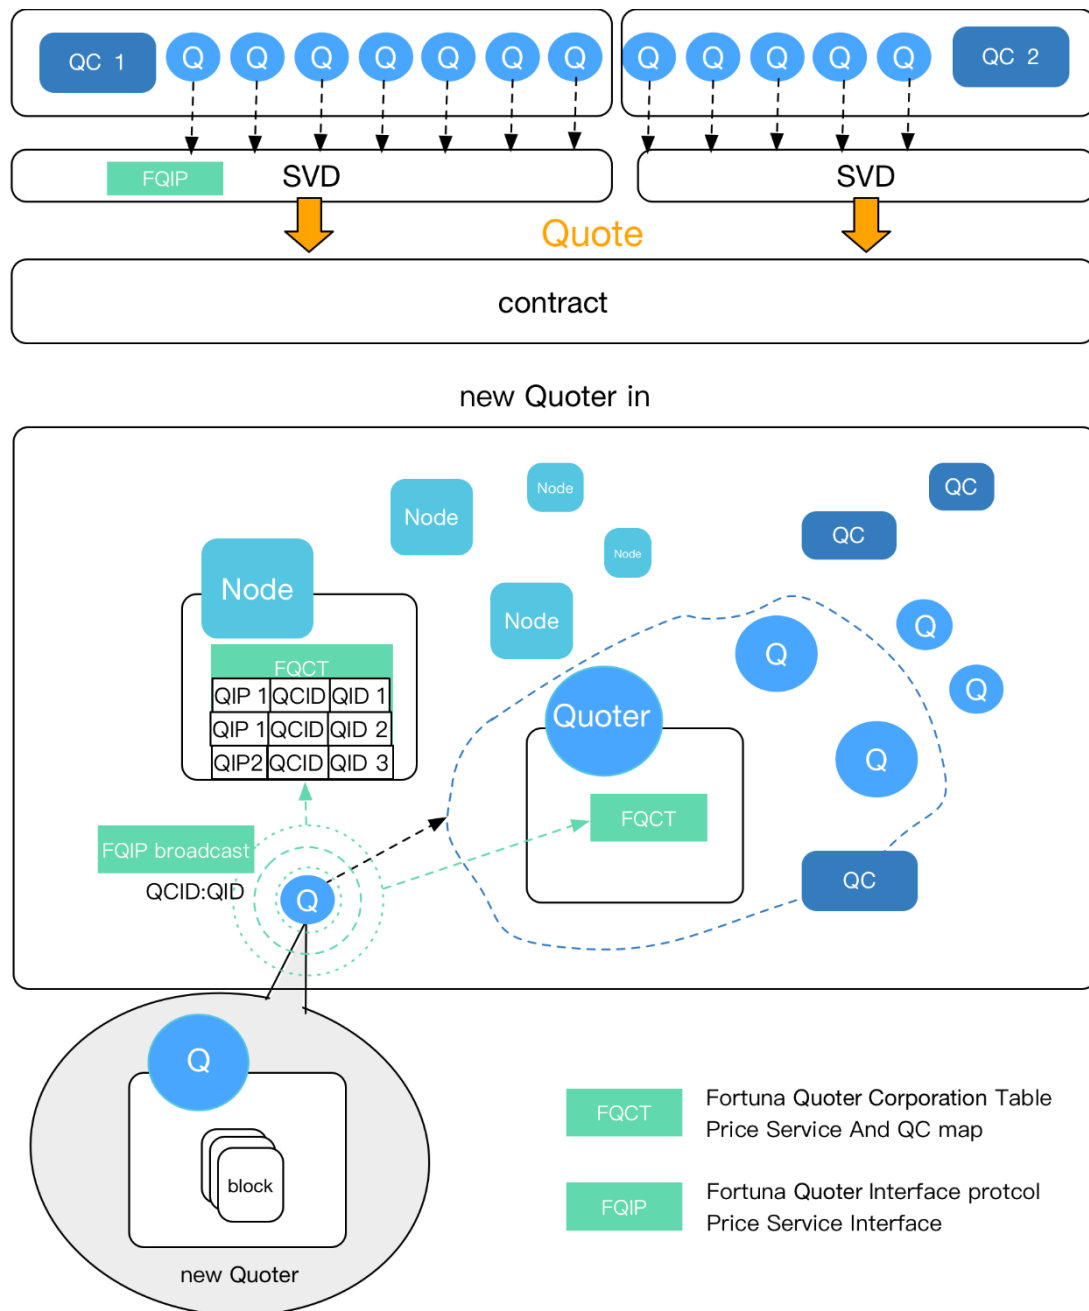 QC 1 Q Q Q Q Q Q Q Q Q Q Q Q QC 2
FQIP SVD SVD
Quote
contract
new Quoter in
Node
Node
QC
QC
Node
Node
Node
Q
Q
Q
FQCT
QIP 1 QCID QID 1
QIP 1 QCID QID 2
QIP2 QCID QID 3
Quoter
Q
FQCT
FQIP broadcast
QCID:QID
Q
QC
Q
block
new Quoter
FQCT
Fortuna Quoter Corporation Table
Price Service And QC map
FQIP
Fortuna Quoter Interface protcol
Price Service Interface